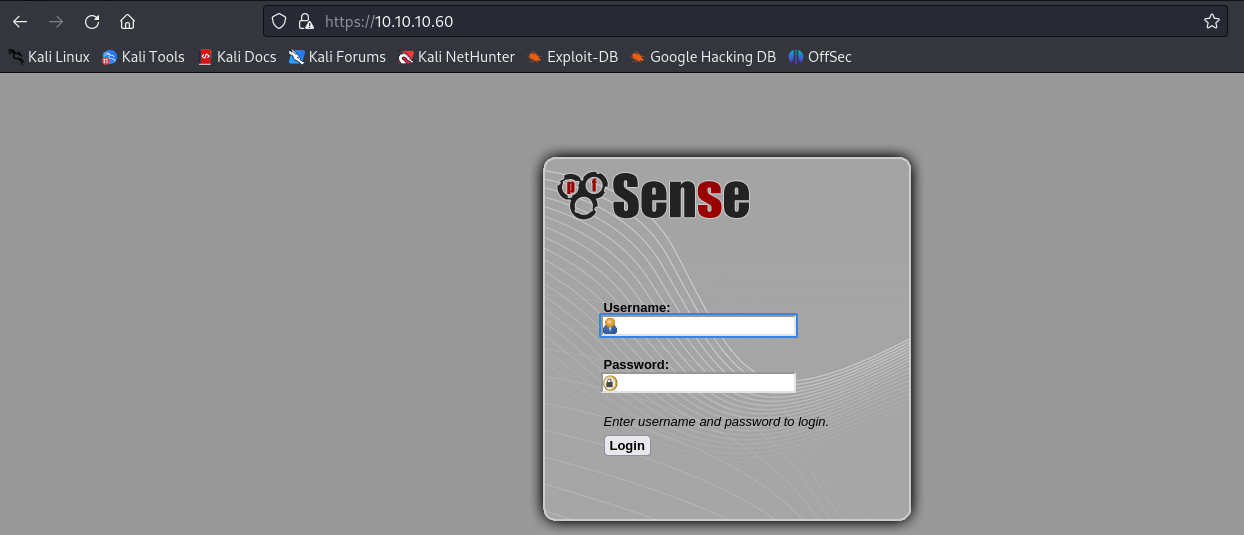 https://10.10.10.60
Kali Linux Kali Tools Kali Docs Kali Forums Kali NetHunter Exploit-DB Google Hacking DB OffSec
pf Sense
Username:
Password:
Enter username and password to login.
Login